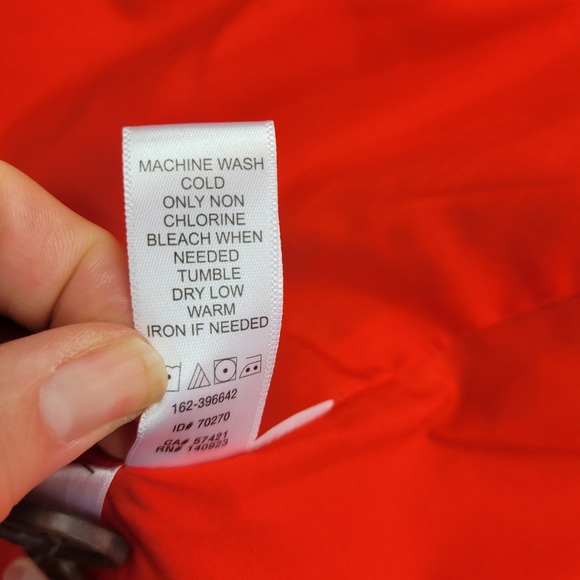 MACHINE WASH
COLD
ONLY NON
CHLORINE
BLEACH WHEN
NEEDED
TUMBLE
DRY LOW
WARM
IRON IF NEEDED
162-396642
ID# 70270
CA# 57421
RN# 140923